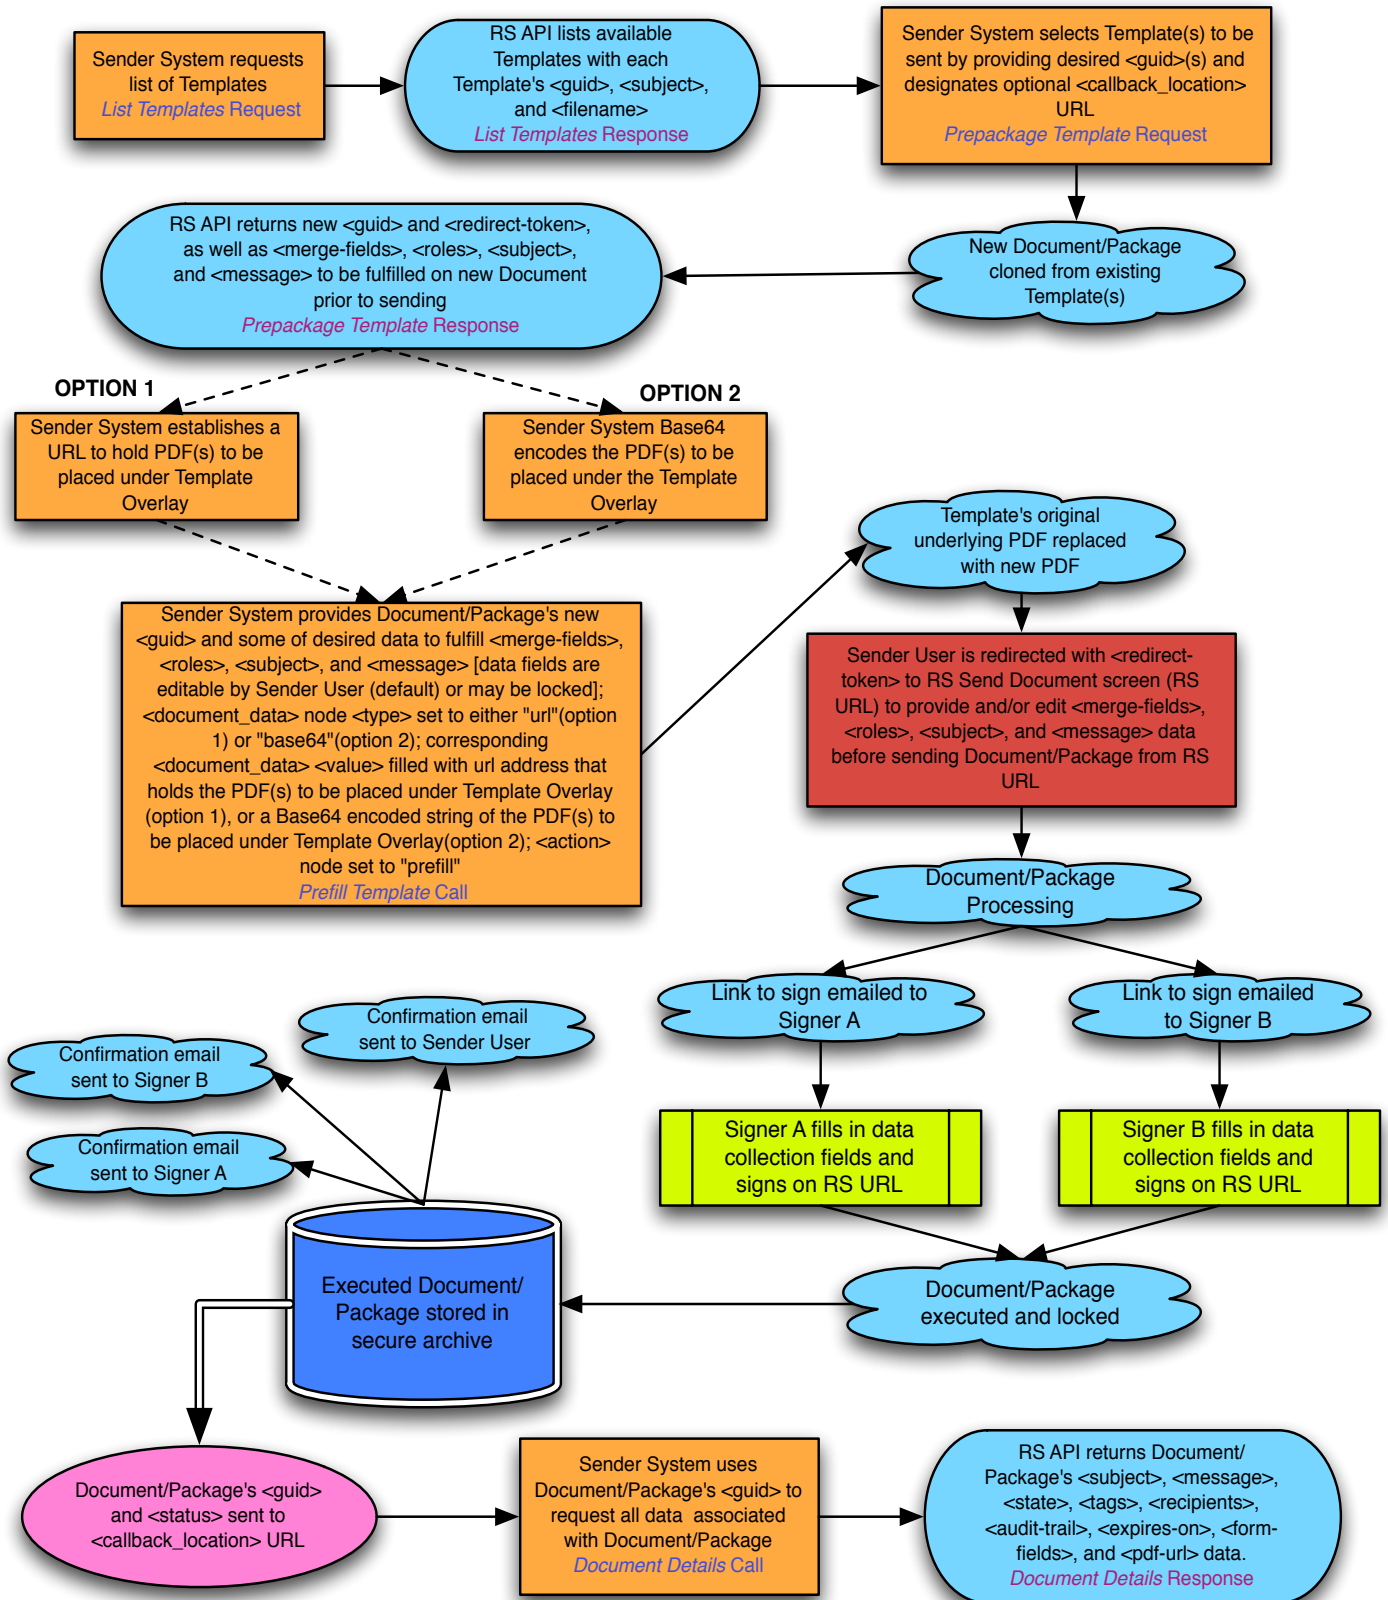 Sender System requests
list of Templates
List Templates Request
RS API lists available
Templates with each
Template's <guid>, <subject>,
and <filename>
List Templates Response
Sender System selects Template(s) to be
sent by providing desired <guid>(s) and
designates optional <callback_location>
URL
Prepackage Template Request
RS API returns new <guid> and <redirect-token>,
as well as <merge-fields>, <roles>, <subject>,
and <message> to be fulfilled on new Document
prior to sending
Prepackage Template Response
New Document/Package
cloned from existing
Template(s)
OPTION 1
OPTION 2
Sender System establishes a
URL to hold PDF(s) to be
placed under Template
Overlay
Sender System Base64
encodes the PDF(s) to be
placed under the Template
Overlay
Template's original
underlying PDF replaced
with new PDF
Sender System provides Document/Package's new
<guid> and some of desired data to fulfill <merge-fields>,
<roles>, <subject>, and <message> [data fields are
editable by Sender User (default) or may be locked];
<document_data> node <type> set to either "url"(option
1) or "base64"(option 2); corresponding
<document_data> <value> filled with url address that
holds the PDF(s) to be placed under Template Overlay
(option 1), or a Base64 encoded string of the PDF(s) to
be placed under Template Overlay(option 2); <action>
node set to "prefill"
Prefill Template Call
Sender User is redirected with <redirect-
token> to RS Send Document screen (RS
URL) to provide and/or edit <merge-fields>,
<roles>, <subject>, and <message> data
before sending Document/Package from RS
URL
Document/Package
Processing
Link to sign emailed to
Signer A
Link to sign emailed
to Signer B
Confirmation email
sent to Sender User
Confirmation email
sent to Signer B
Confirmation email
sent to Signer A
Signer A fills in data
collection fields and
signs on RS URL
Signer B fills in data
collection fields and
signs on RS URL
Executed Document/
Package stored in
secure archive
Document/Package
executed and locked
Document/Package's <guid>
and <status> sent to
<callback_location> URL
Sender System uses
Document/Package's <guid> to
request all data associated
with Document/Package
Document Details Call
RS API returns Document/
Package's <subject>, <message>,
<state>, <tags>, <recipients>,
<audit-trail>, <expires-on>, <form-
fields>, and <pdf-url> data.
Document Details Response